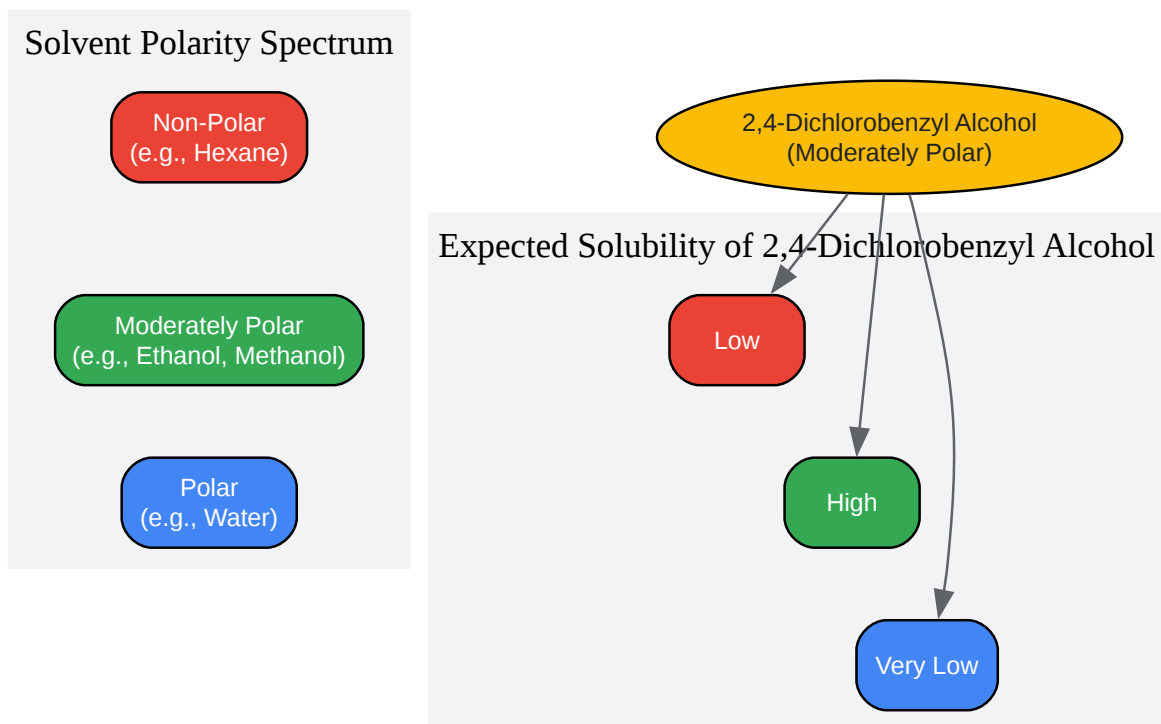 Solvent Polarity Spectrum
Non-Polar
(e.g., Hexane)
Moderately Polar
(e.g., Ethanol, Methanol)
Polar
(e.g., Water)
2,4-Dichlorobenzyl Alcohol
(Moderately Polar)
Expected Solubility of 2,4-Dichlorobenzyl Alcohol
Low
High
Very Low